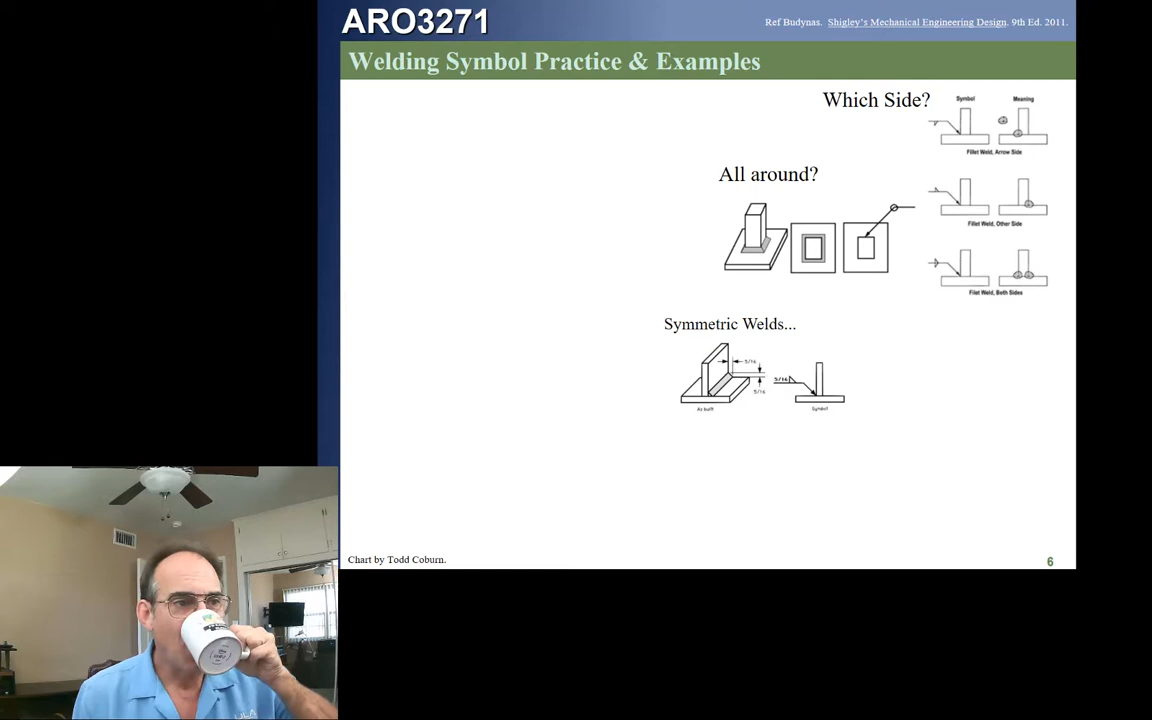 ARO3271
Ref Budynas. Shigley's Mechanical Engineering Design. 9th Ed. 2011.
Welding Symbol Practice & Examples
Which Side?
Symbol
Meaning
Fillet Weld, Arrow Side
All around?
Fillet Weld, Other Side
Fillet Weld, Both Sides
Symmetric Welds...
5/16
5/16
5/16
As built
Symbol
Chart by Todd Coburn.
6